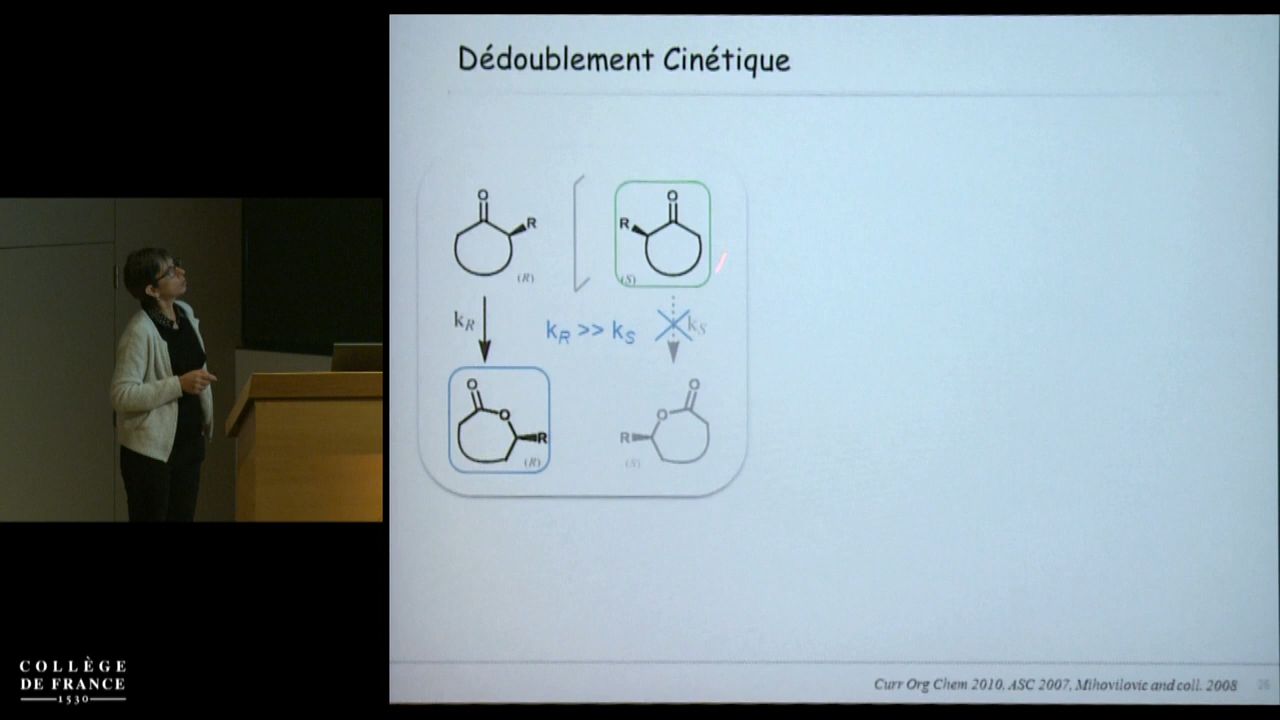 Dédoublement Cinétique
O
R
(R)
O
R
(S)
kR
kR >> kS
kS
O
O
R
(R)
O
O
R
(S)
COLLÈGE
DE FRANCE
1530
Curr Org Chem 2010, ASC 2007, Mihovilovic and coll. 2008
26